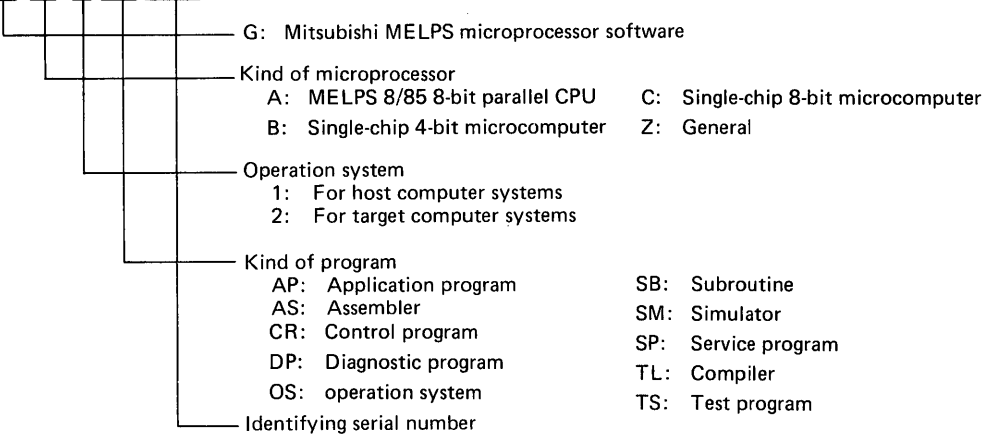 G: Mitsubishi MELPS microprocessor software
Kind of microprocessor
A: MELPS 8/85 8-bit parallel CPU C: Single-chip 8-bit microcomputer
B: Single-chip 4-bit microcomputer Z: General
Operation system
1: For host computer systems
2: For target computer systems
Kind of program
AP: Application program
AS: Assembler
CR: Control program
DP: Diagnostic program
OS: operation system
SB: Subroutine
SM: Simulator
SP: Service program
TL: Compiler
TS: Test program
Identifying serial number